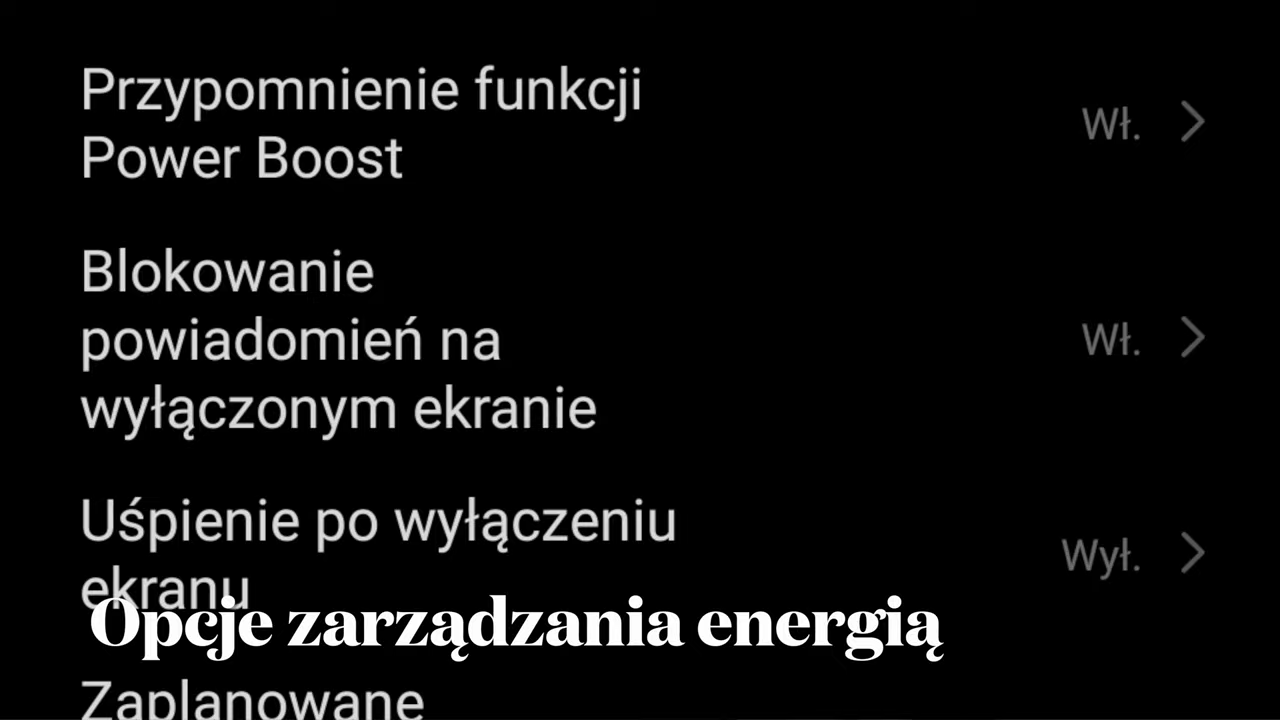 Przypomnienie funkcji
Power Boost
Wł.
Blokowanie
powiadomień na
wyłączonym ekranie
Wł.
Uśpienie po wyłączeniu
ekranu
Wył.
Opcje zarządzania energią
Zaplanowane